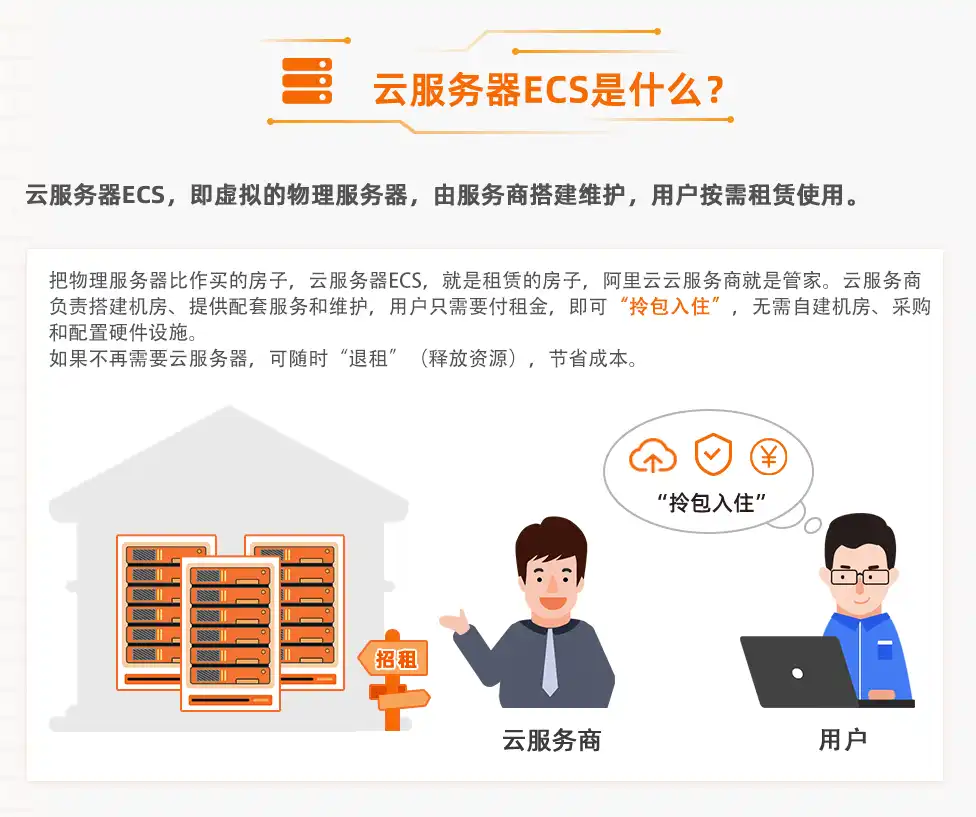 云服务器ECS是什么？
云服务器ECS，即虚拟的物理服务器，由服务商搭建维护，用户按需租赁使用。
把物理服务器比作买的房子，云服务器ECS，就是租赁的房子，阿里云云服务商就是管家。云服务商
负责搭建机房、提供配套服务和维护，用户只需要付租金，即可“拎包入住”，无需自建机房、采购
和配置硬件设施。
如果不再需要云服务器，可随时“退租”（释放资源），节省成本。
¥
“拎包入住”
招租
云服务商
用户